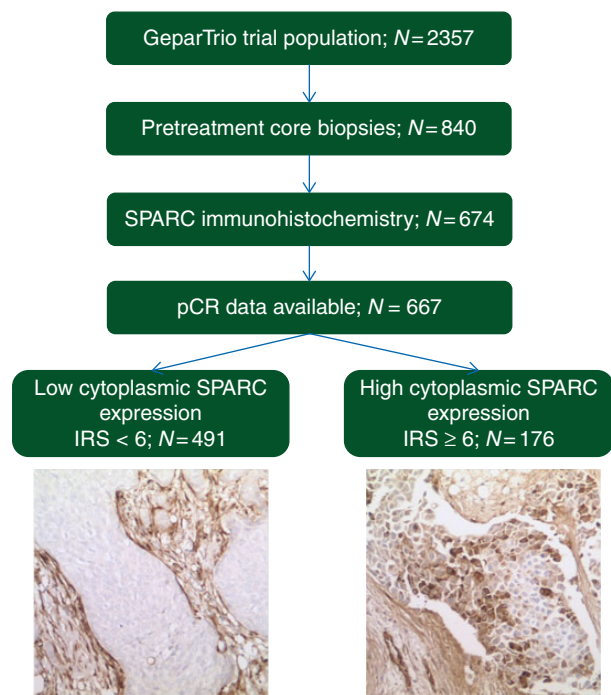 GeparTrio trial population; N=2357
Pretreatment core biopsies; N=840
SPARC immunohistochemistry; N=674
pCR data available; N = 667
Low cytoplasmic SPARC
expression
IRS < 6; N=491
High cytoplasmic SPARC
expression
IRS ≥ 6; N=176